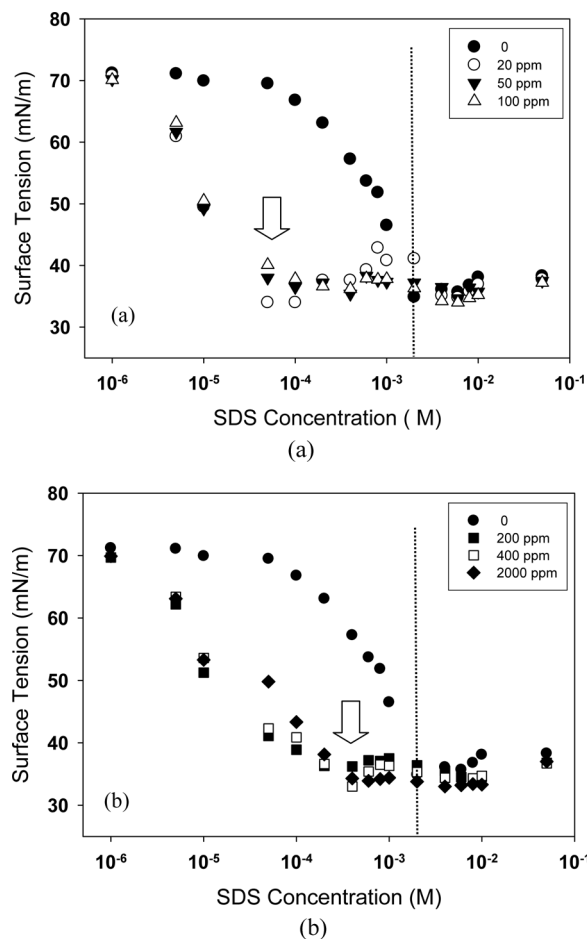 (a)
80
70
60
50
40
30
Surface Tension (mN/m)
0
20 ppm
50 ppm
100 ppm
(a)
10-6
10-5
10-4
10-3
10-2
10-1
SDS Concentration ( M)
(a)
80
70
60
50
40
30
Surface Tension (mN/m)
0
200 ppm
400 ppm
2000 ppm
(b)
10-6
10-5
10-4
10-3
10-2
10-1
SDS Concentration (M)
(b)